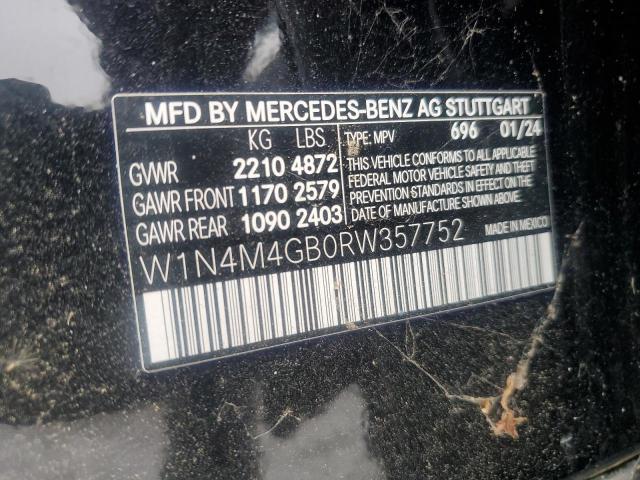 MFD BY MERCEDES-BENZ AG STUTTGART
KG LBS TYPE: MPV 696 01/24
GVWR 2210 4872
GAWR FRONT 1170 2579
GAWR REAR 1090 2403
THIS VEHICLE CONFORMS TO ALL APPLICABLE
FEDERAL MOTOR VEHICLE SAFETY AND THEFT
PREVENTION STANDARDS IN EFFECT ON THE
DATE OF MANUFACTURE SHOWN ABOVE.
W1N4M4GB0RW357752 MADE IN MEXICO